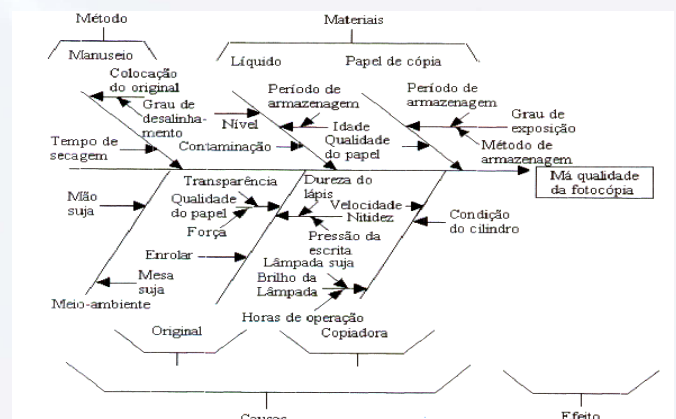 Método
Materiais
Manuseio
Líquido
Papel de cópia
Colocação
do original
Grau de
desalinha-
mento
Tempo de
secagem
Período de
armazenagem
Nível
Idade
Contaminação
Qualidade
do papel
Período de
armazenagem
Grau de
exposição
Método de
armazenagem
Má qualidade
da fotocópia
Mão
suja
Mesa
suja
Meio-ambiente
Transparência
Qualidade
do papel
Força
Enrolar
Dureza do
lápis
Nitidez
Pressão da
escrita
Velocidade
Condição
do cilindro
Lâmpada suja
Brilho da
Lâmpada
Horas de operação
Original
Copiadora
Causas
Efeito